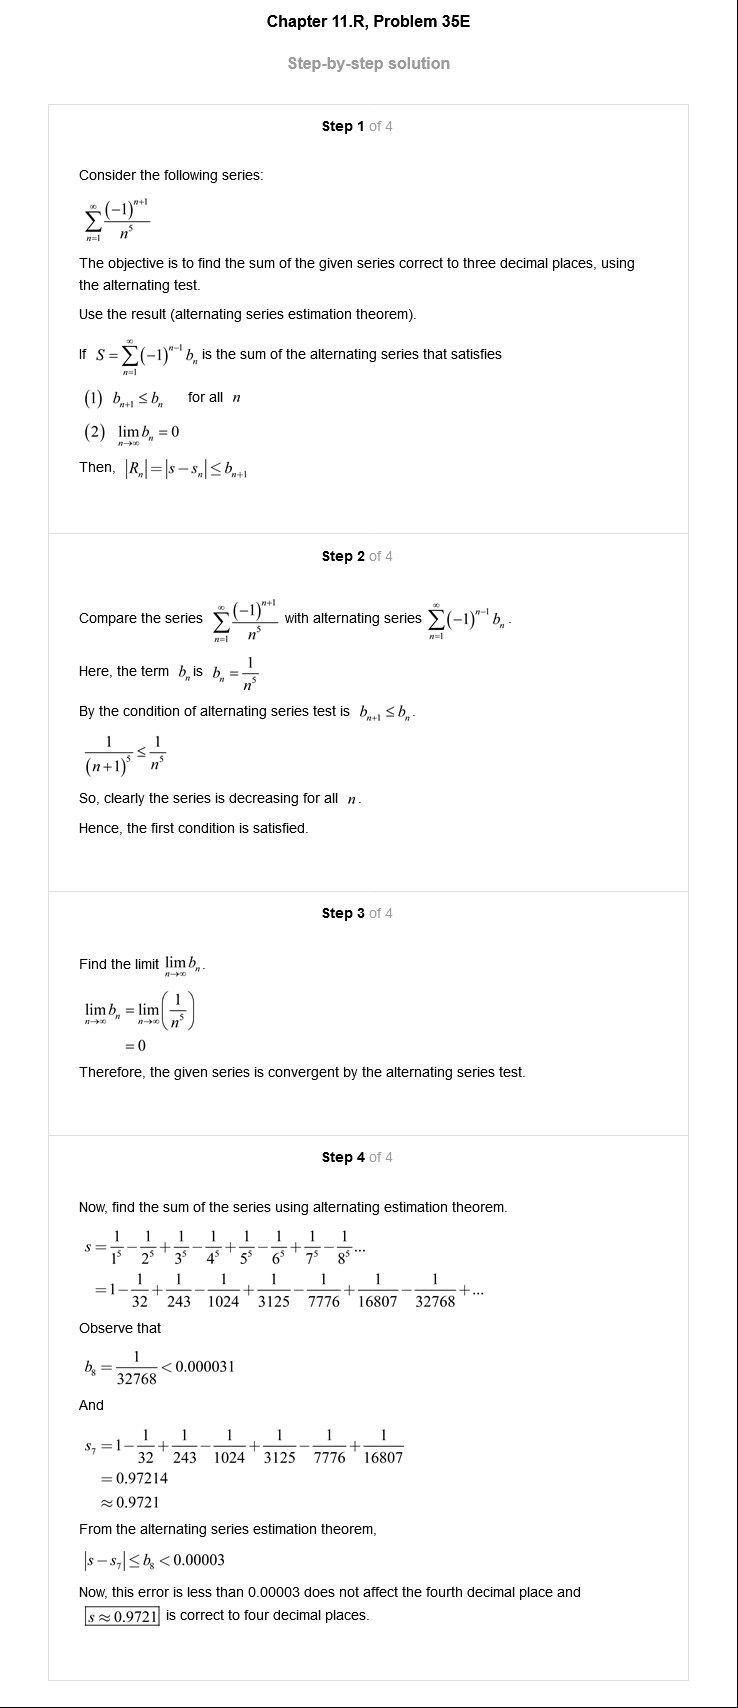 Chapter 11.R, Problem 35E
Step-by-step solution
Step 1 of 4
Consider the following series:
$\sum_{n=1}^{\infty} \frac{(-1)^{n+1}}{n^5}$
The objective is to find the sum of the given series correct to three decimal places, using
the alternating test.
Use the result (alternating series estimation theorem).
If $S = \sum_{n=1}^{\infty} (-1)^{n-1} b_n$ is the sum of the alternating series that satisfies
(1) $b_{n+1} \leq b_n$ for all $n$
(2) $\lim_{n \to \infty} b_n = 0$
Then, $|R_n| = |s - s_n| \leq b_{n+1}$
Step 2 of 4
Compare the series $\sum_{n=1}^{\infty} \frac{(-1)^{n+1}}{n^5}$ with alternating series $\sum_{n=1}^{\infty} (-1)^{n-1} b_n$.
Here, the term $b_n$ is $b_n = \frac{1}{n^5}$
By the condition of alternating series test is $b_{n+1} \leq b_n$.
$\frac{1}{(n+1)^5} \leq \frac{1}{n^5}$
So, clearly the series is decreasing for all $n$.
Hence, the first condition is satisfied.
Step 3 of 4
Find the limit $\lim_{n \to \infty} b_n$.
$\lim_{n \to \infty} b_n = \lim_{n \to \infty} \left(\frac{1}{n^5}\right)$
$= 0$
Therefore, the given series is convergent by the alternating series test.
Step 4 of 4
Now, find the sum of the series using alternating estimation theorem.
$s = \frac{1}{1^5} - \frac{1}{2^5} + \frac{1}{3^5} - \frac{1}{4^5} + \frac{1}{5^5} - \frac{1}{6^5} + \frac{1}{7^5} - \frac{1}{8^5} ...$
$= 1 - \frac{1}{32} + \frac{1}{243} - \frac{1}{1024} + \frac{1}{3125} - \frac{1}{7776} + \frac{1}{16807} - \frac{1}{32768} + ...$
Observe that
$b_8 = \frac{1}{32768} < 0.000031$
And
$s_7 = 1 - \frac{1}{32} + \frac{1}{243} - \frac{1}{1024} + \frac{1}{3125} - \frac{1}{7776} + \frac{1}{16807}$
$= 0.97214$
$\approx 0.9721$
From the alternating series estimation theorem,
$|s - s_7| \leq b_8 < 0.00003$
Now, this error is less than 0.00003 does not affect the fourth decimal place and
$s \approx 0.9721$ is correct to four decimal places.